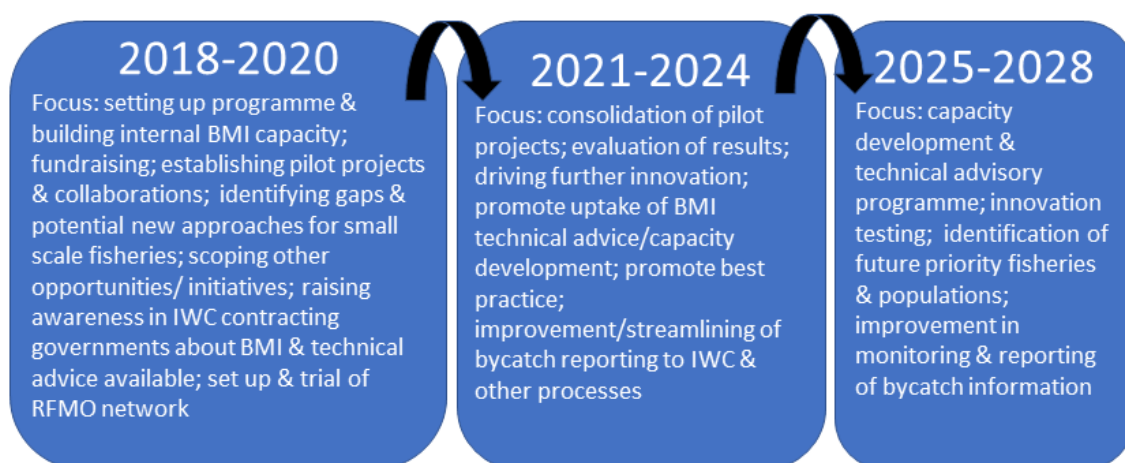 2018-2020
Focus: setting up programme &
building internal BMI capacity;
fundraising; establishing pilot projects
& collaborations; identifying gaps &
potential new approaches for small
scale fisheries; scoping other
opportunities/ initiatives; raising
awareness in IWC contracting
governments about BMI & technical
advice available; set up & trial of
RFMO network
2021-2024
Focus: consolidation of pilot
projects; evaluation of results;
driving further innovation;
promote uptake of BMI
technical advice/capacity
development; promote best
practice;
improvement/streamlining of
bycatch reporting to IWC &
other processes
2025-2028
Focus: capacity
development &
technical advisory
programme; innovation
testing; identification of
future priority fisheries
& populations;
improvement in
monitoring & reporting
of bycatch information